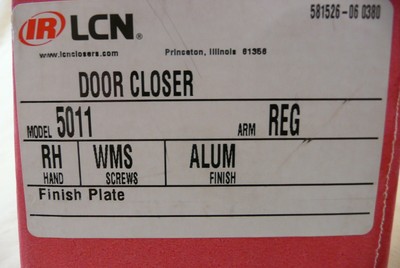 IR LCN® 581526-06 0380
www.lcnclosers.com Princeton, Illinois 61356
DOOR CLOSER
MODEL 5011 ARM REG
RH WMS ALUM
HAND SCREWS FINISH
Finish Plate